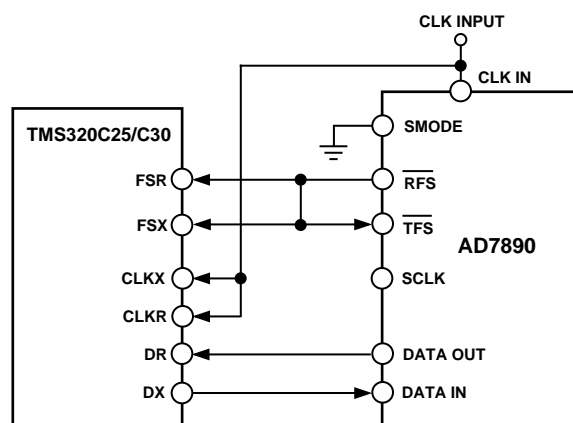 CLK INPUT
CLK IN
TMS320C25/C30
SMODE
FSR
RFS
FSX
TFS
AD7890
CLKX
SCLK
CLKR
DR
DATA OUT
DX
DATA IN